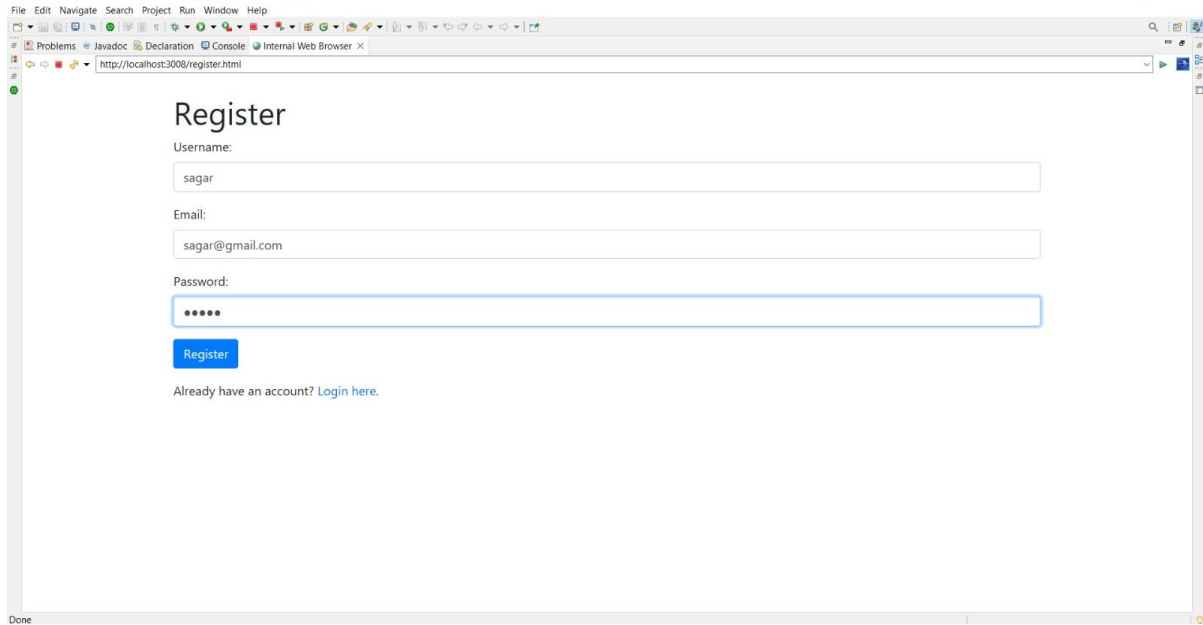 File Edit Navigate Search Project Run Window Help
Problems Javadoc Declaration Console Internal Web Browser
http://localhost:3008/register.html
Register
Username:
sagar
Email:
sagar@gmail.com
Password:
•••••
Register
Already have an account? Login here.
Done